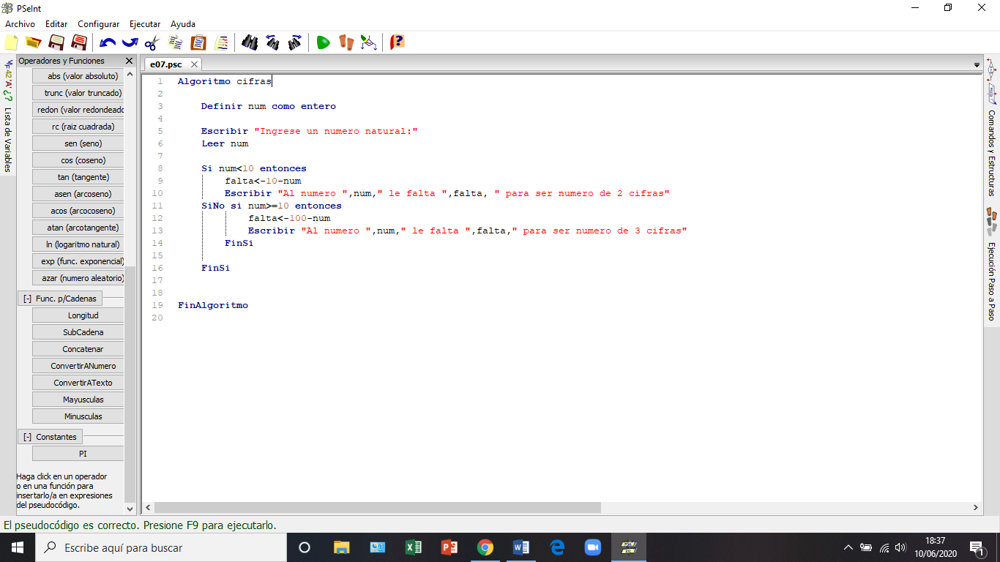 PSeInt
Archivo Editar Configurar Ejecutar Ayuda
Operadores y Funciones
e07.psc
42 'A' ¿?
Lista de Variables
abs (valor absoluto)
trunc (valor truncado)
redon (valor redondeado
rc (raiz cuadrada)
sen (seno)
cos (coseno)
tan (tangente)
asen (arcoseno)
acos (arcocoseno)
atan (arcotangente)
ln (logaritmo natural)
exp (func. exponencial)
azar (numero aleatorio)
[-] Func. p/Cadenas
Longitud
SubCadena
Concatenar
ConvertirANumero
ConvertirATexto
Mayusculas
Minusculas
[-] Constantes
PI
Haga click en un operador
o en una función para
insertarlo/a en expresiones
del pseudocódigo.
1 Algoritmo cifras
2
3 Definir num como entero
4
5 Escribir "Ingrese un numero natural:"
6 Leer num
7
8 Si num<10 entonces
9 falta<-10-num
10 Escribir "Al numero ",num," le falta ",falta, " para ser numero de 2 cifras"
11 SiNo si num>=10 entonces
12 falta<-100-num
13 Escribir "Al numero ",num," le falta ",falta," para ser numero de 3 cifras"
14 FinSi
15
16 FinSi
17
18
19 FinAlgoritmo
20
Comandos y Estructuras
Ejecución Paso a Paso
El pseudocódigo es correcto. Presione F9 para ejecutarlo.
Escribe aquí para buscar
18:37
10/06/2020
1